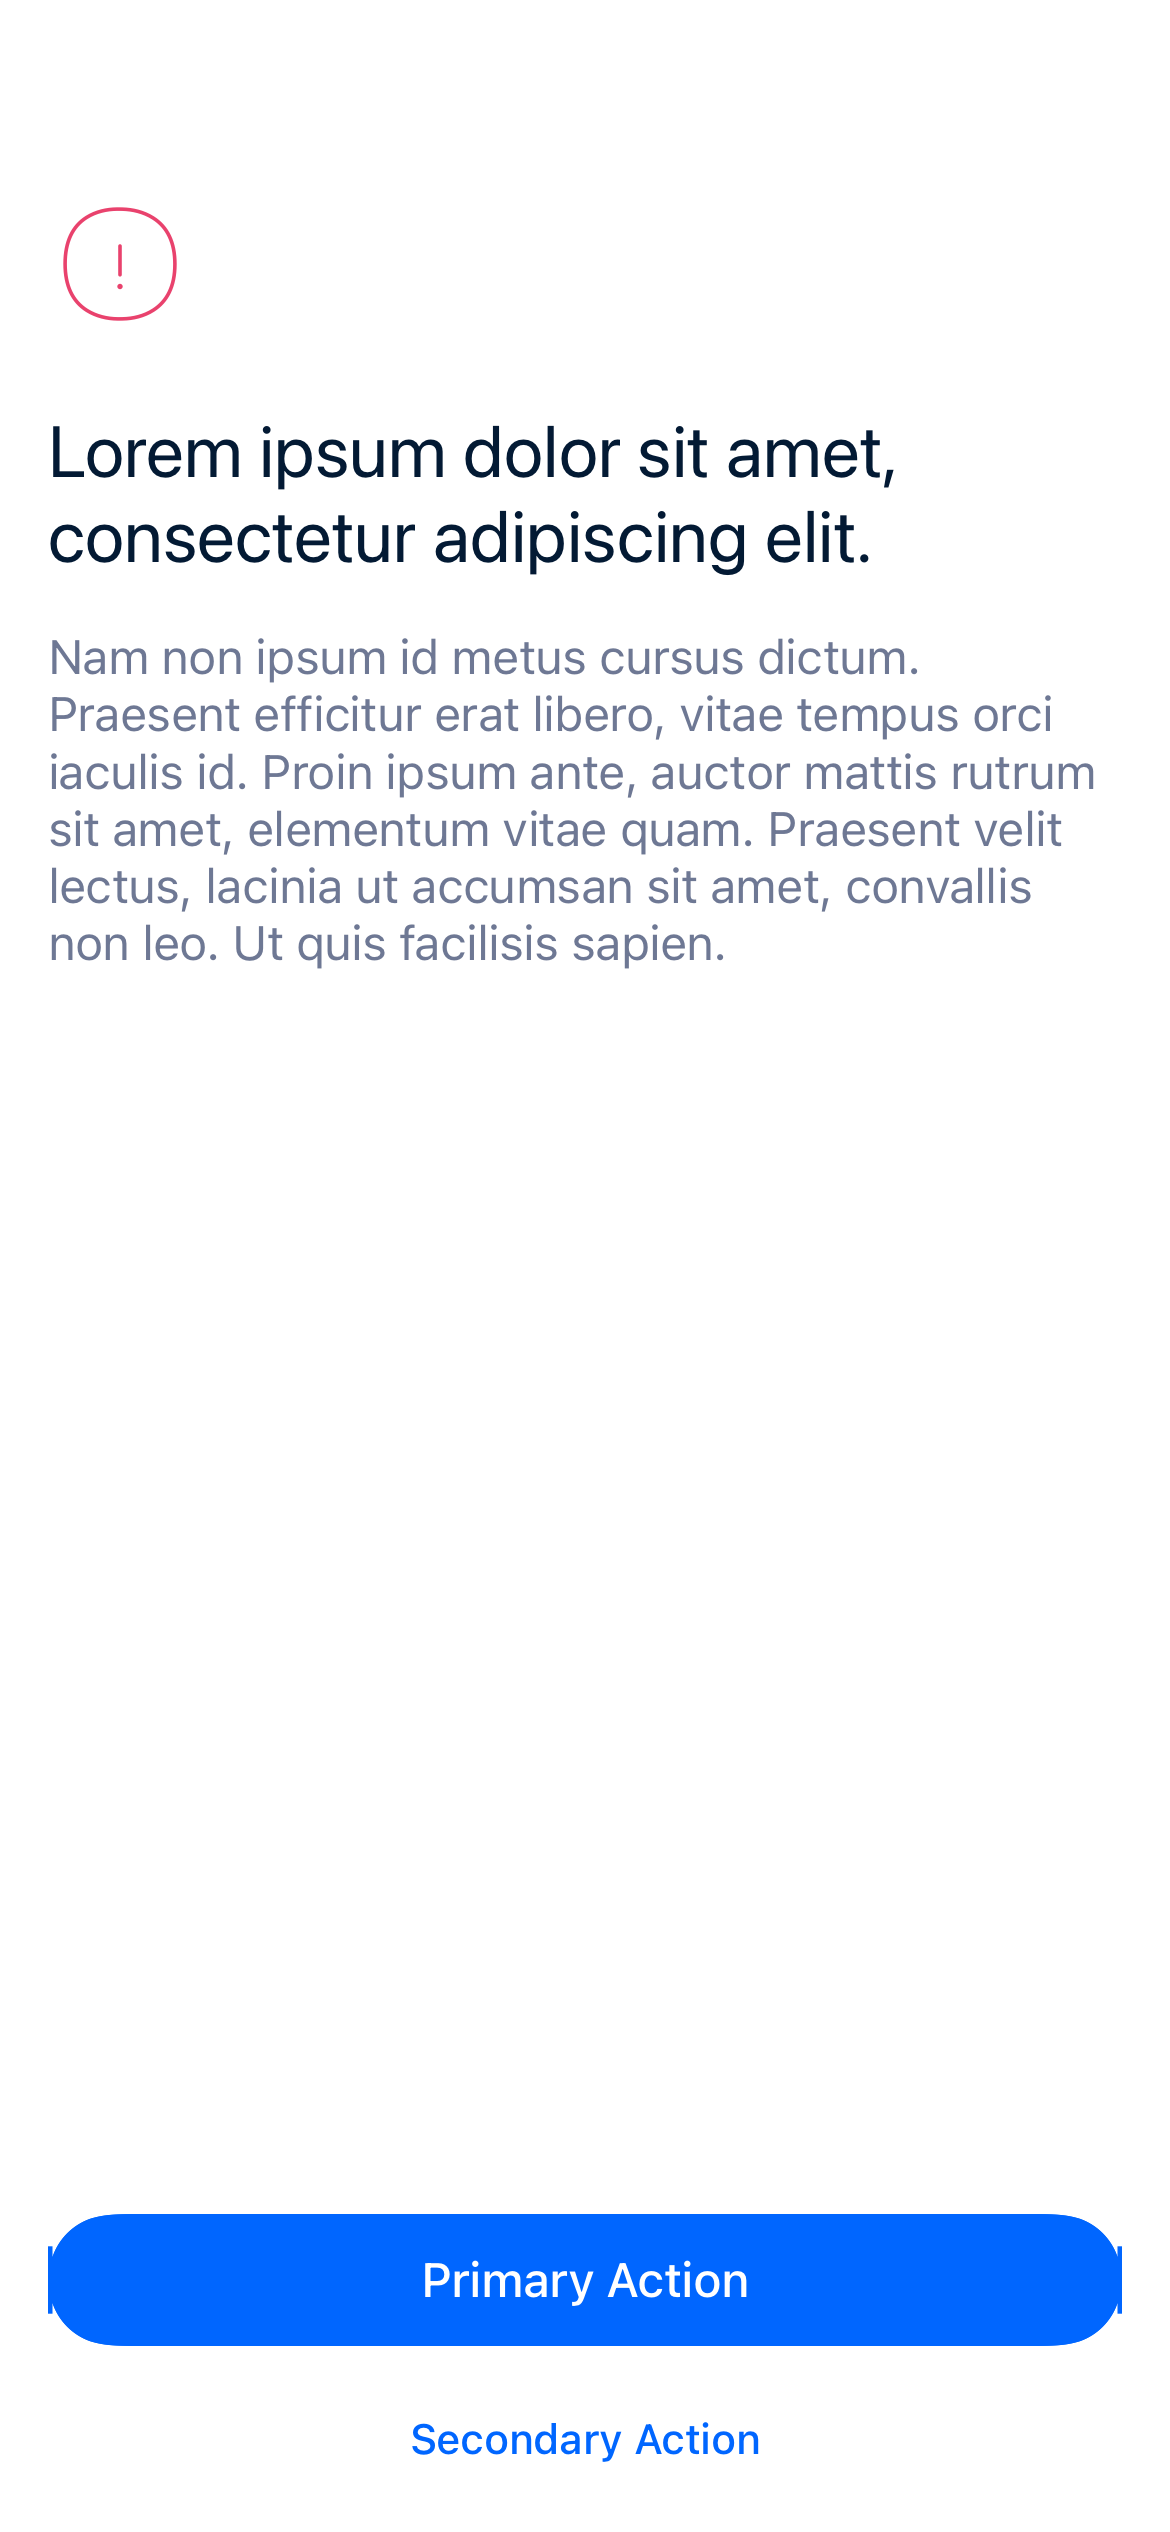 Lorem ipsum dolor sit amet,
consectetur adipiscing elit.
Nam non ipsum id metus cursus dictum.
Praesent efficitur erat libero, vitae tempus orci
iaculis id. Proin ipsum ante, auctor mattis rutrum
sit amet, elementum vitae quam. Praesent velit
lectus, lacinia ut accumsan sit amet, convallis
non leo. Ut quis facilisis sapien.
Primary Action
Secondary Action